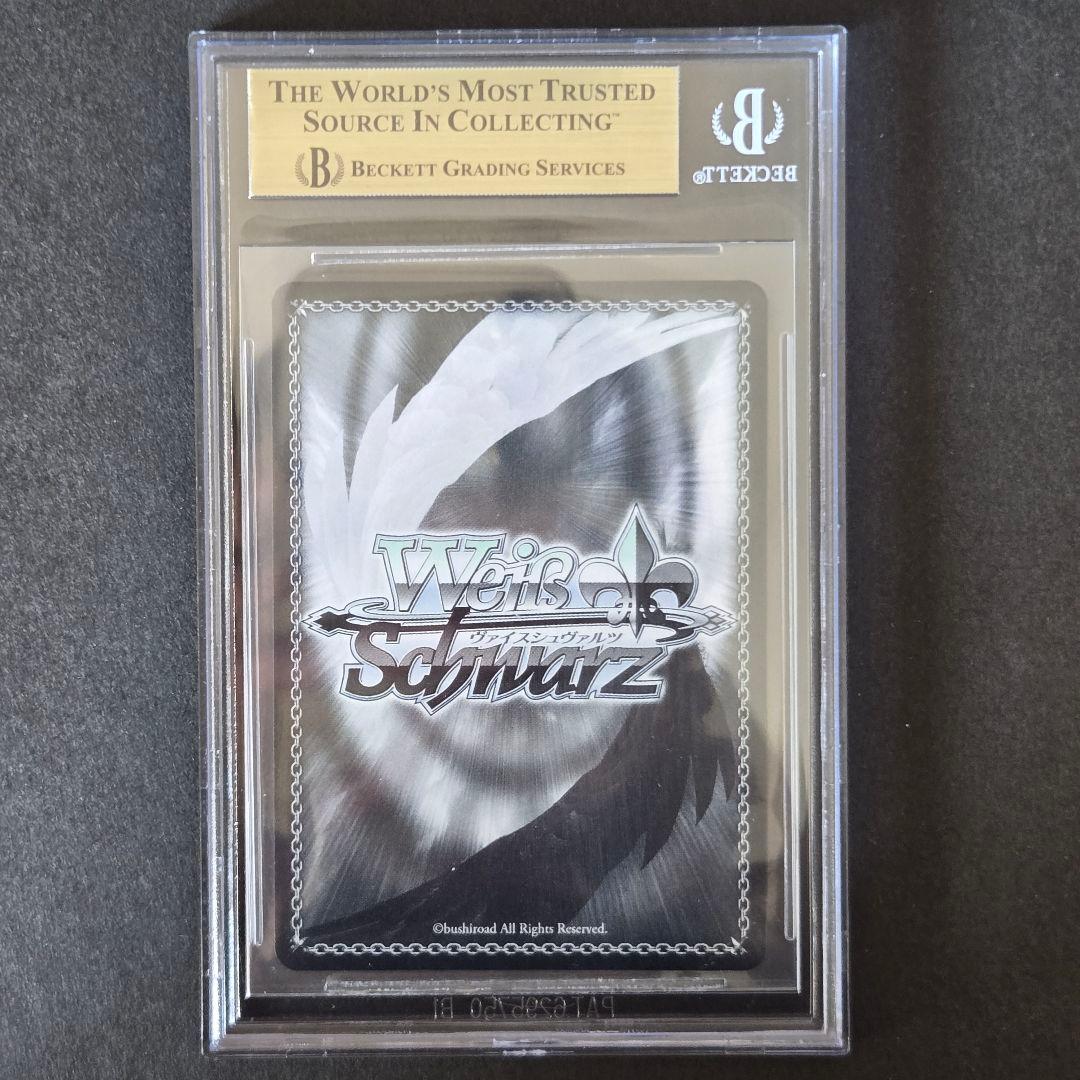 THE WORLD'S MOST TRUSTED
SOURCE IN COLLECTING™
B BECKETT GRADING SERVICES
B
BECKETT®
Weiß
ヴァイスシュヴァルツ
Schwarz
©bushiroad All Rights Reserved.